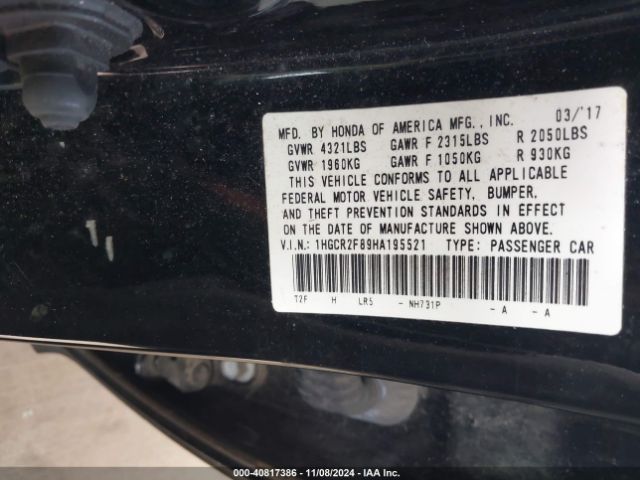 MFD. BY HONDA OF AMERICA MFG., INC. 03/'17
GVWR 4321LBS GAWR F 2315LBS R 2050LBS
GVWR 1960KG GAWR F 1050KG R 930KG
THIS VEHICLE CONFORMS TO ALL APPLICABLE
FEDERAL MOTOR VEHICLE SAFETY, BUMPER,
AND THEFT PREVENTION STANDARDS IN EFFECT
ON THE DATE OF MANUFACTURE SHOWN ABOVE.
V.I.N.: 1HGCR2F89HA195521 TYPE: PASSENGER CAR
T2F H LR5 - NH731P - A - A
000-40817386 - 11/08/2024 - IAA Inc.